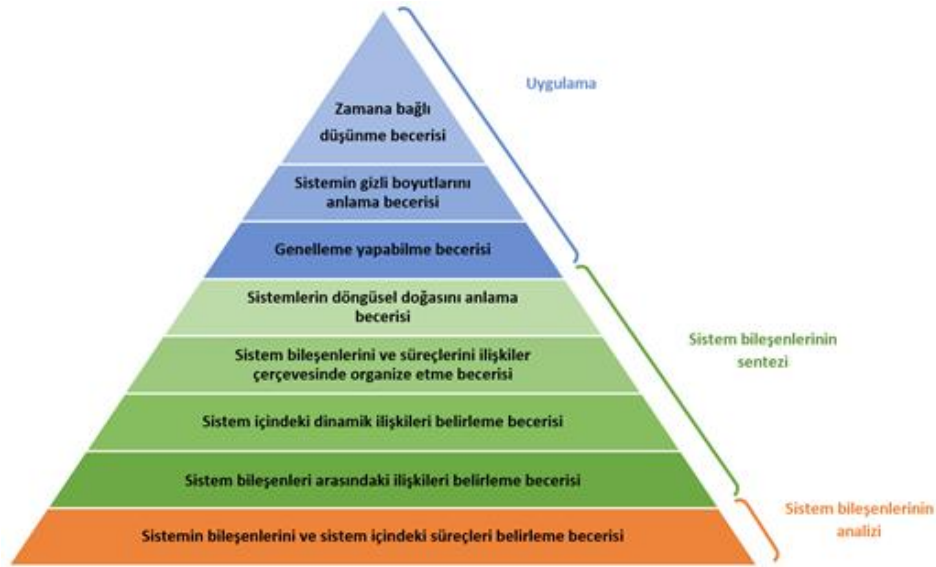 Zamana bağlı
düşünme becerisi
Uygulama
Sistemin gizli boyutlarını
anlama becerisi
Genelleme yapabilme becerisi
Sistemlerin döngüsel doğasını anlama
becerisi
Sistem bileşenlerinin
sentezi
Sistem bileşenlerini ve süreçlerini ilişkiler
çerçevesinde organize etme becerisi
Sistem içindeki dinamik ilişkileri belirleme becerisi
Sistem bileşenleri arasındaki ilişkileri belirleme becerisi
Sistem bileşenlerinin
analizi
Sistemin bileşenlerini ve sistem içindeki süreçleri belirleme becerisi